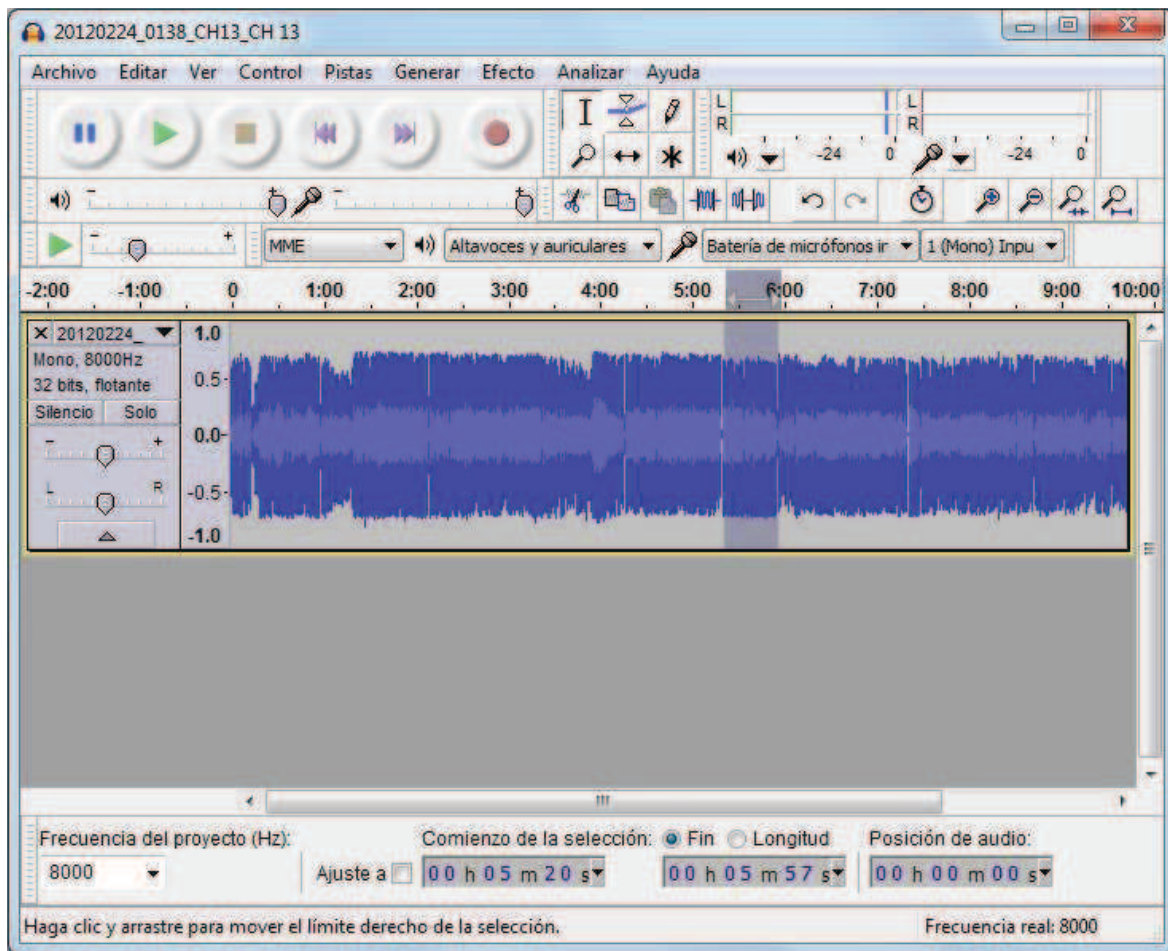 20120224_0138_CH13_CH 13
Archivo Editar Ver Control Pistas Generar Efecto Analizar Ayuda
L
R
-24 0
L
R
-24 0
MME
Altavoces y auriculares
Batería de micrófonos ir
1 (Mono) Inpu
-2:00 -1:00 0 1:00 2:00 3:00 4:00 5:00 6:00 7:00 8:00 9:00 10:00
20120224_
Mono, 8000Hz
32 bits, flotante
Silencio Solo
- +
L R
1.0
0.5
0.0
-0.5
-1.0
Frecuencia del proyecto (Hz):
8000
Ajuste a
Comienzo de la selección:
Fin Longitud
Posición de audio:
00 h 05 m 20 s
00 h 05 m 57 s
00 h 00 m 00 s
Haga clic y arrastre para mover el límite derecho de la selección.
Frecuencia real: 8000